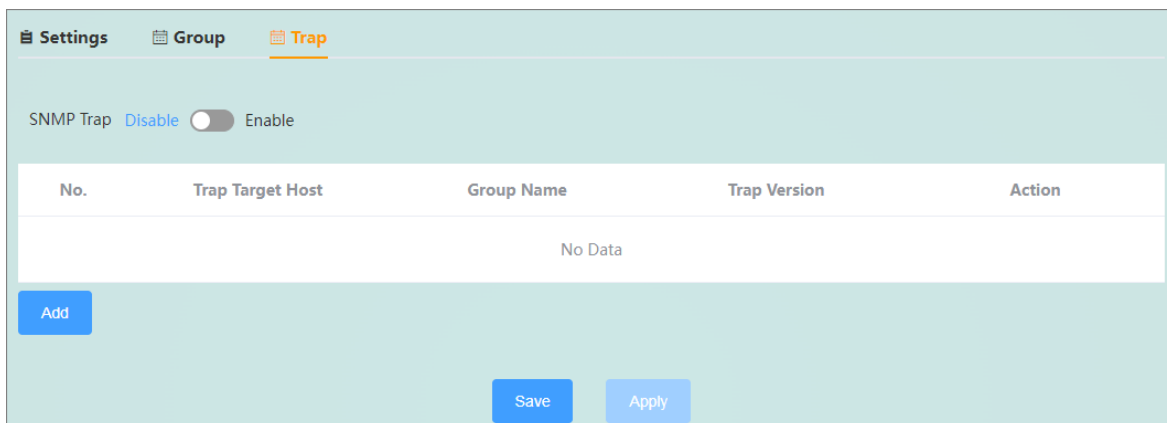 Settings Group Trap
SNMP Trap Disable Enable
No. Trap Target Host Group Name Trap Version Action
No Data
Add
Save Apply